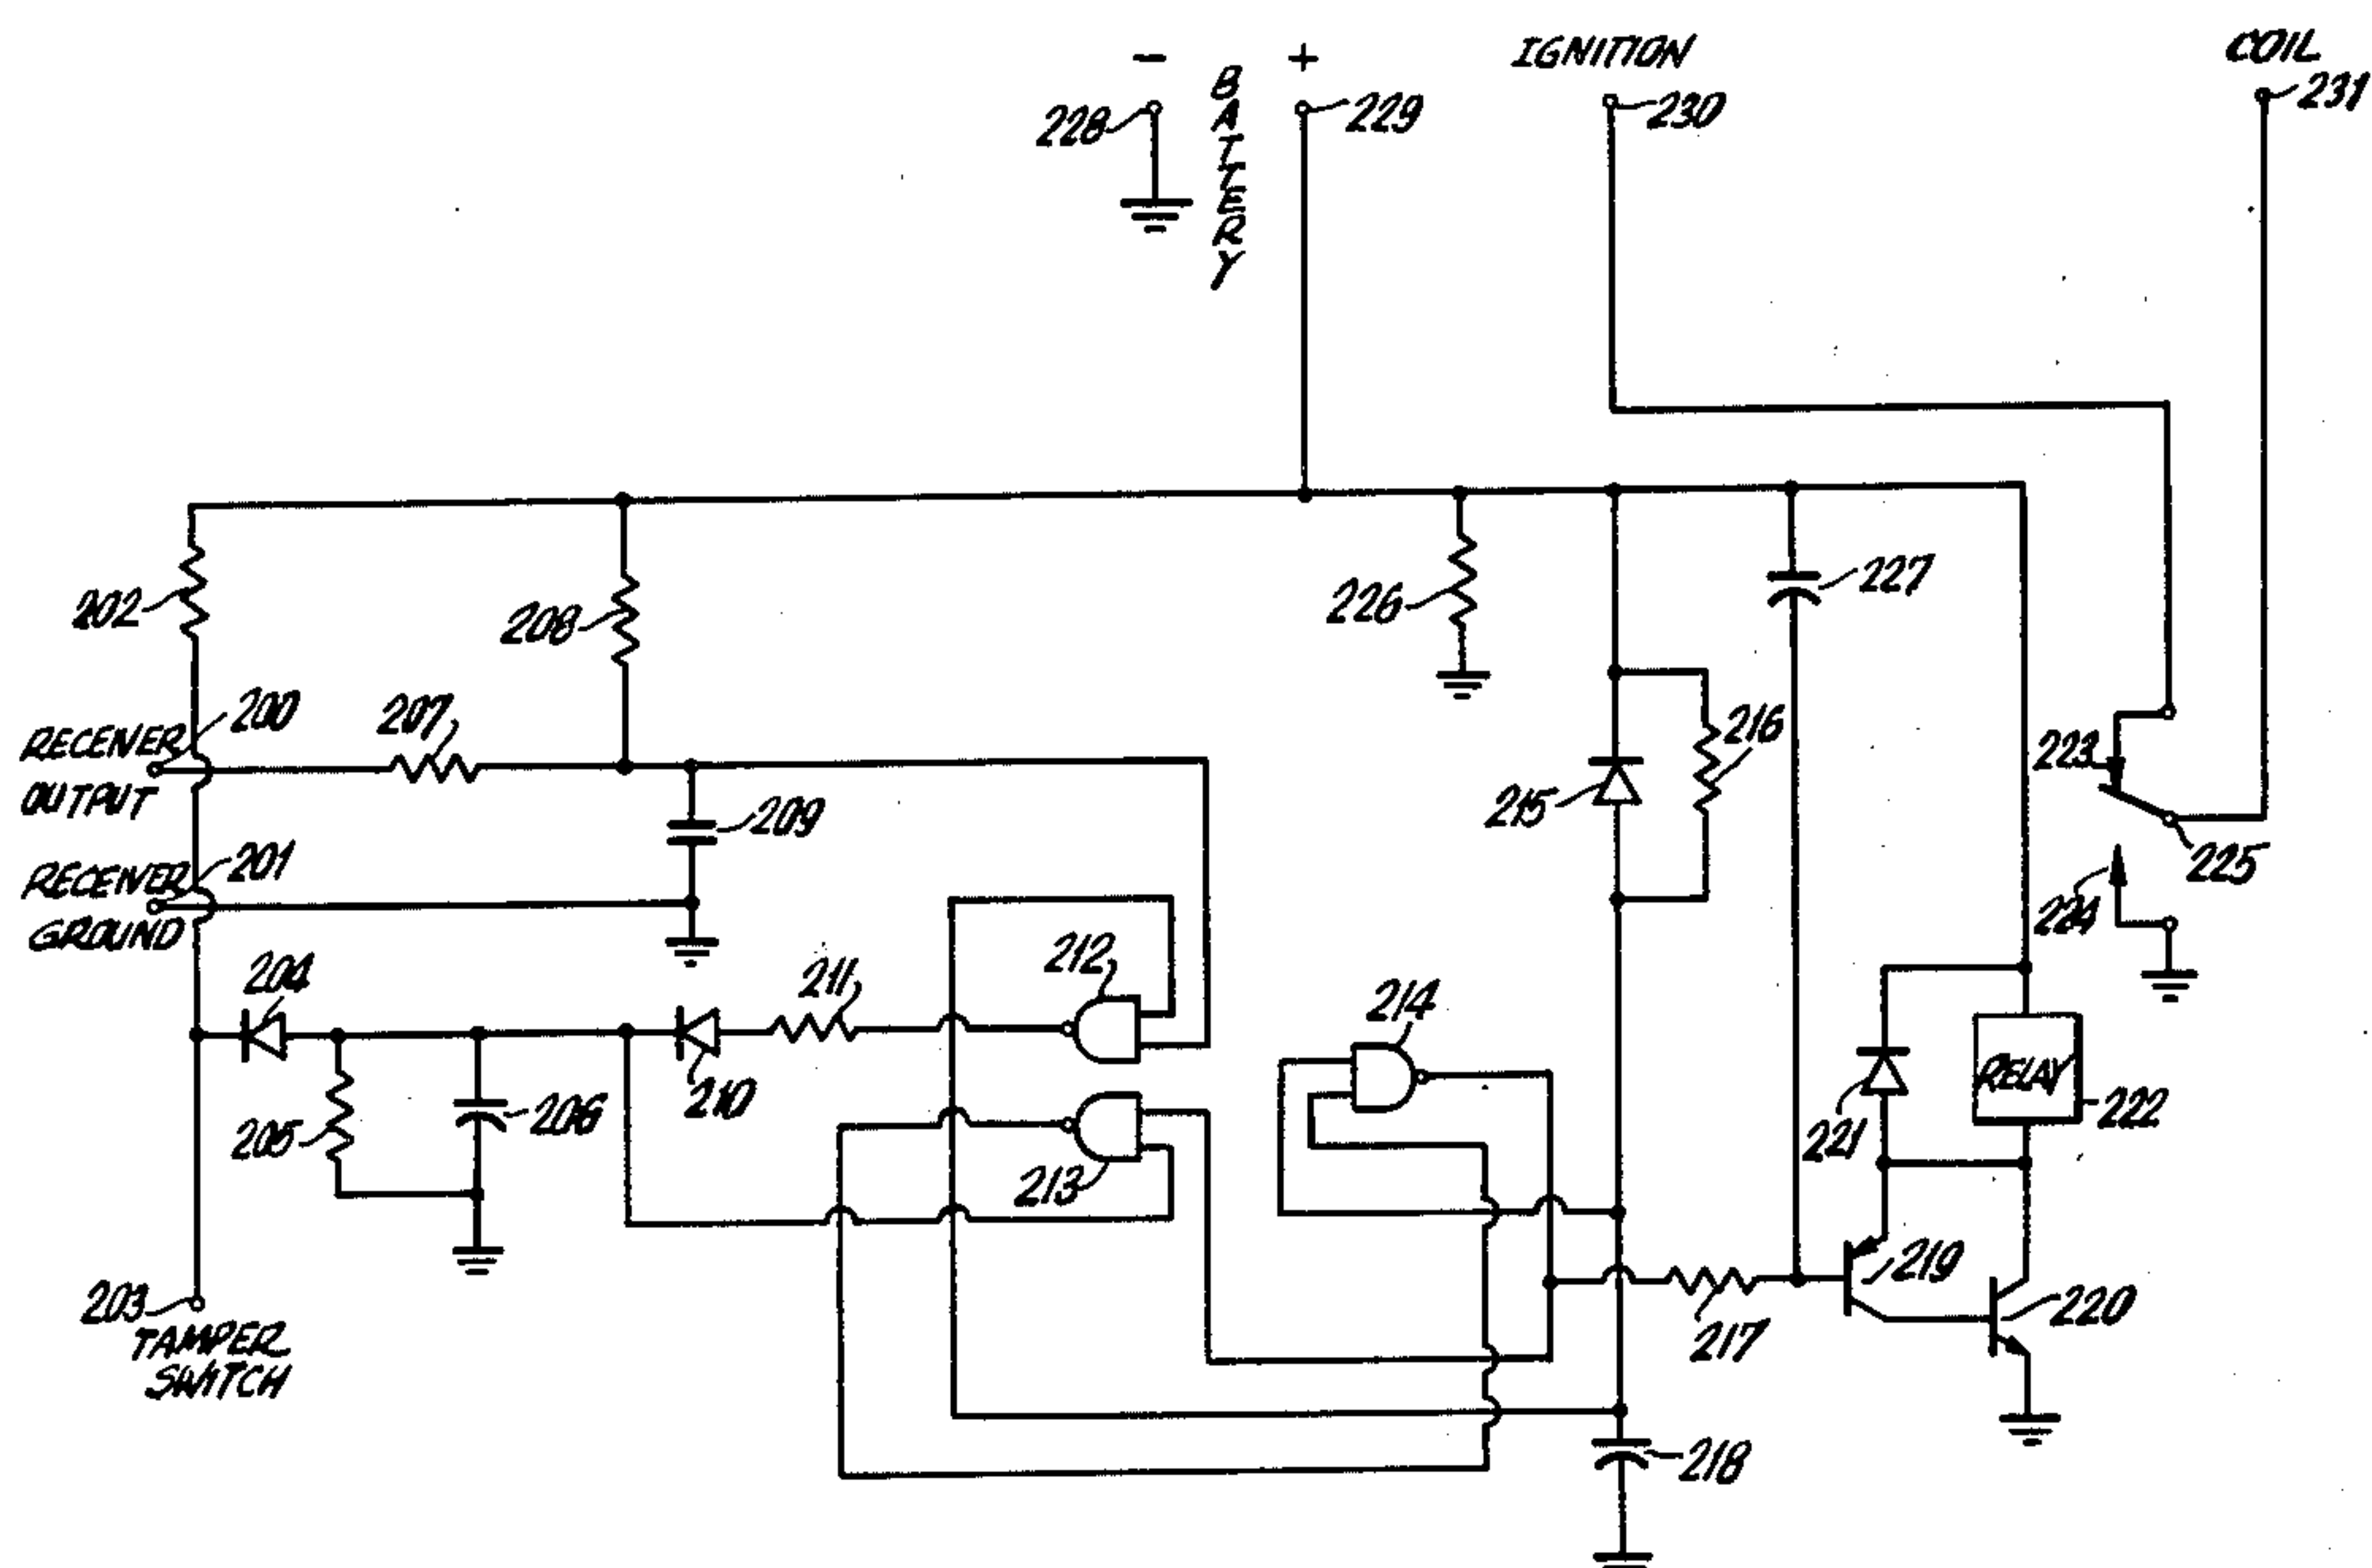 - + IGNITION COIL
228 BATTERY 229 230 231
202 208 226 227
RECEIVER 200 207 216
OUTPUT 209 215 223
RECEIVER 201 225
GROUND 224
204 211 212 214
210 RELAY
205 206 213 221 222
203 219 220
TAMPER 217
SWITCH
218